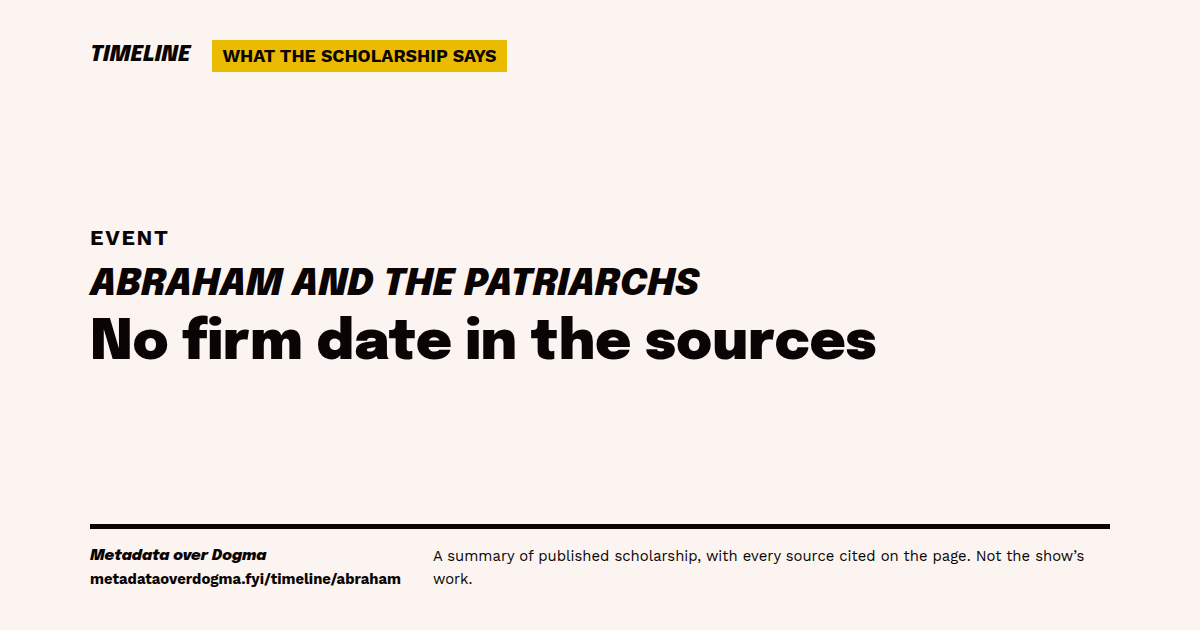 TIMELINE
WHAT THE SCHOLARSHIP SAYS
EVENT
ABRAHAM AND THE PATRIARCHS
No firm date in the sources
Metadata over Dogma
metadataoverdogma.fyi/timeline/abraham
A summary of published scholarship, with every source cited on the page. Not the show’s
work.